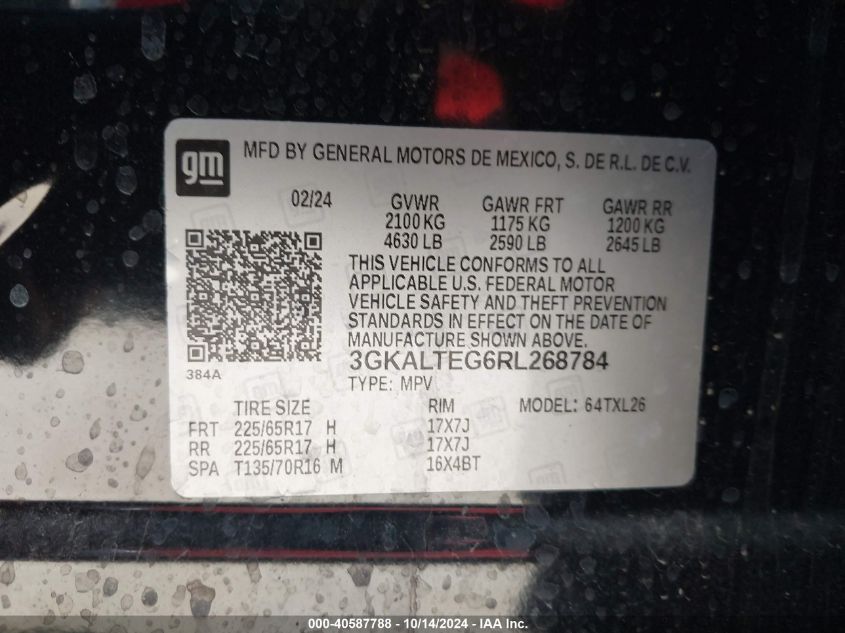 gm
MFD BY GENERAL MOTORS DE MEXICO, S. DE R.L. DE C.V.
02/24 GVWR GAWR FRT GAWR RR
2100 KG 1175 KG 1200 KG
4630 LB 2590 LB 2645 LB
THIS VEHICLE CONFORMS TO ALL
APPLICABLE U.S. FEDERAL MOTOR
VEHICLE SAFETY AND THEFT PREVENTION
STANDARDS IN EFFECT ON THE DATE OF
MANUFACTURE SHOWN ABOVE.
3GKALTEG6RL268784
384A
TYPE: MPV
TIRE SIZE RIM MODEL: 64TXL26
FRT 225/65R17 H 17X7J
RR 225/65R17 H 17X7J
SPA T135/70R16 M 16X4BT
000-40587788 - 10/14/2024 - IAA Inc.